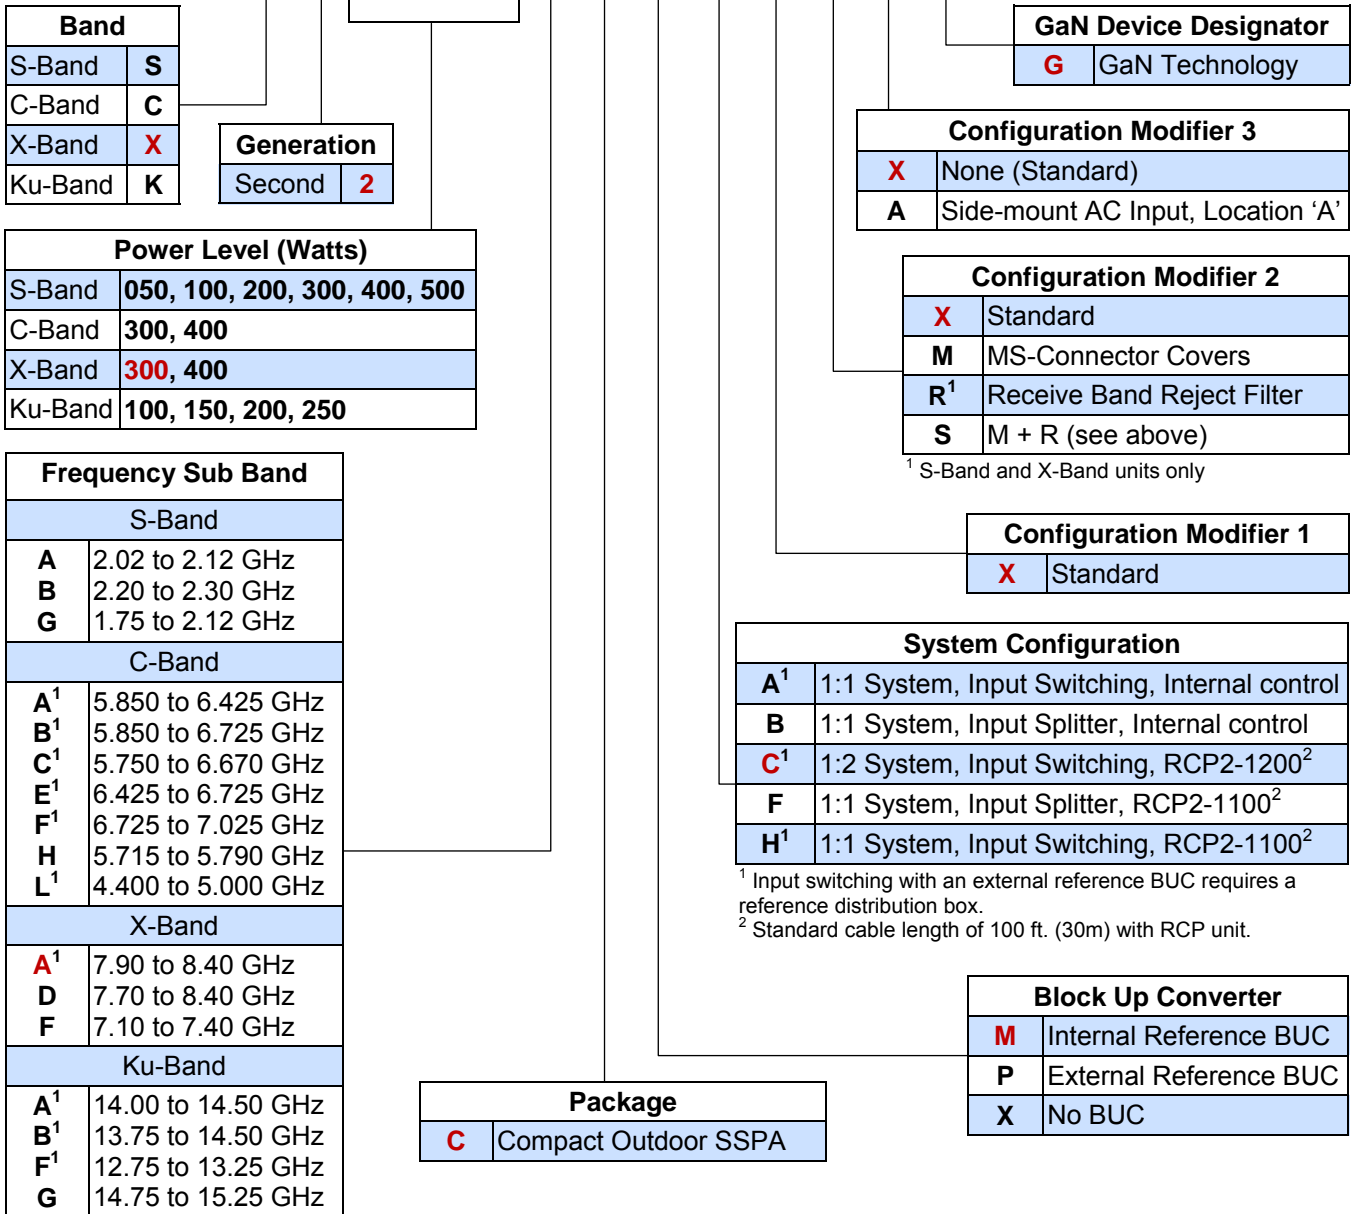 Band
S-Band S
C-Band C
X-Band X
Ku-Band K
Generation
Second 2
Power Level (Watts)
S-Band 050, 100, 200, 300, 400, 500
C-Band 300, 400
X-Band 300, 400
Ku-Band 100, 150, 200, 250
Frequency Sub Band
S-Band
A 2.02 to 2.12 GHz
B 2.20 to 2.30 GHz
G 1.75 to 2.12 GHz
C-Band
A¹ 5.850 to 6.425 GHz
B¹ 5.850 to 6.725 GHz
C¹ 5.750 to 6.670 GHz
E¹ 6.425 to 6.725 GHz
F¹ 6.725 to 7.025 GHz
H 5.715 to 5.790 GHz
L¹ 4.400 to 5.000 GHz
X-Band
A¹ 7.90 to 8.40 GHz
D 7.70 to 8.40 GHz
F 7.10 to 7.40 GHz
Ku-Band
A¹ 14.00 to 14.50 GHz
B¹ 13.75 to 14.50 GHz
F¹ 12.75 to 13.25 GHz
G 14.75 to 15.25 GHz
Package
C Compact Outdoor SSPA
GaN Device Designator
G GaN Technology
Configuration Modifier 3
X None (Standard)
A Side-mount AC Input, Location ‘A’
Configuration Modifier 2
X Standard
M MS-Connector Covers
R¹ Receive Band Reject Filter
S M + R (see above)
¹ S-Band and X-Band units only
Configuration Modifier 1
X Standard
System Configuration
A¹ 1:1 System, Input Switching, Internal control
B 1:1 System, Input Splitter, Internal control
C¹ 1:2 System, Input Switching, RCP2-1200²
F 1:1 System, Input Splitter, RCP2-1100²
H¹ 1:1 System, Input Switching, RCP2-1100²
¹ Input switching with an external reference BUC requires a
reference distribution box.
² Standard cable length of 100 ft. (30m) with RCP unit.
Block Up Converter
M Internal Reference BUC
P External Reference BUC
X No BUC